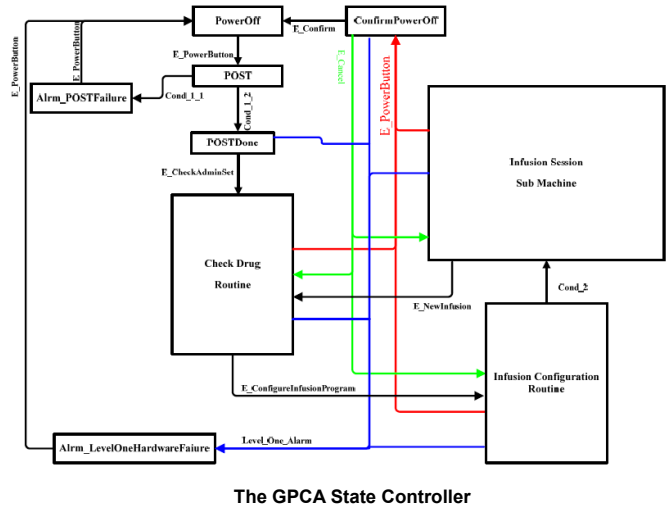 PowerOff
E_Confirm
ConfirmPowerOff
E_PowerButton
E_PowerButton
E_PowerButton
E_Cancel
E_PowerButton
POST
Alrm_POSTFailure
Cond_1_1
Cond_1_2
POSTDone
E_CheckAdminSet
Infusion Session
Sub Machine
Check Drug
Routine
Cond_2
E_NewInfusion
Infusion Configuration
Routine
E_ConfigureInfusionProgram
Level_One_Alarm
Alrm_LevelOneHardwareFaiure
The GPCA State Controller